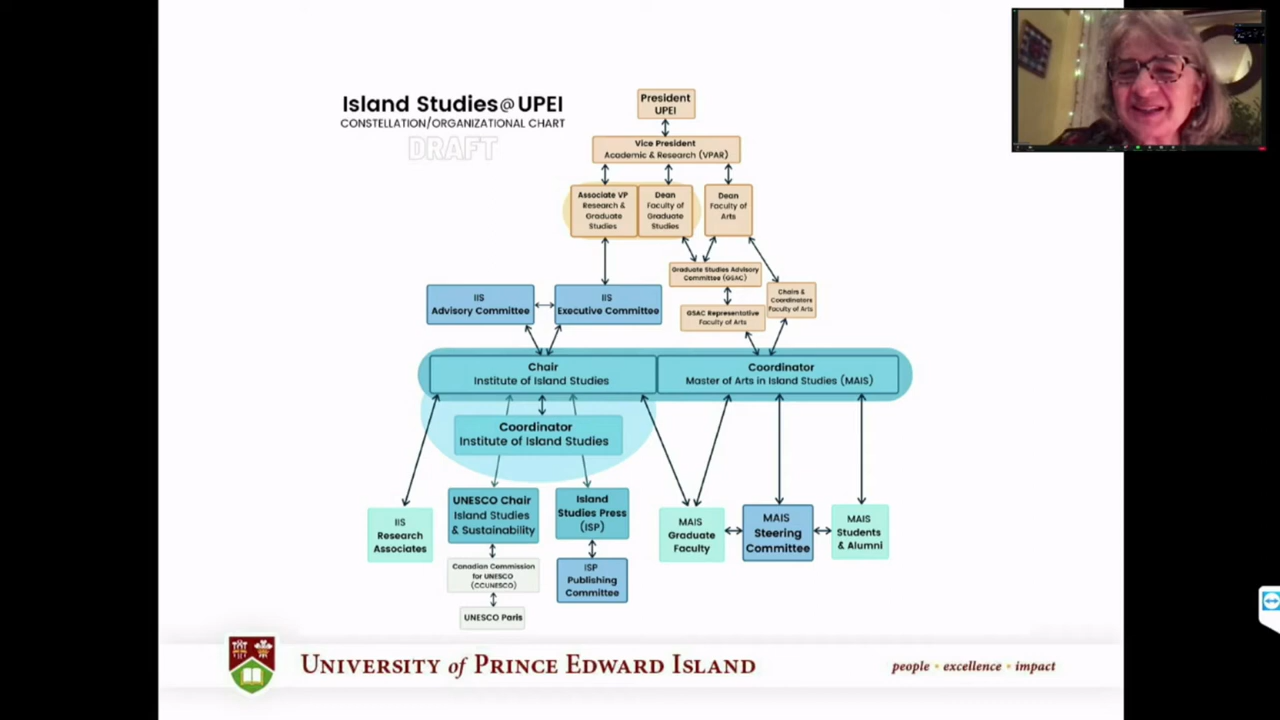 Island Studies@UPEI
CONSTELLATION/ORGANIZATIONAL CHART
DRAFT
President
UPEI
Vice President
Academic & Research (VPAR)
Associate VP
Research &
Graduate
Studies
Dean
Faculty of
Graduate
Studies
Dean
Faculty of
Arts
Graduate Studies Advisory
Committee (GSAC)
Chairs &
Coordinators
Faculty of Arts
GSAC Representative
Faculty of Arts
IIS
Advisory Committee
IIS
Executive Committee
Chair
Institute of Island Studies
Coordinator
Master of Arts in Island Studies (MAIS)
Coordinator
Institute of Island Studies
IIS
Research
Associates
UNESCO Chair
Island Studies
& Sustainability
Island
Studies Press
(ISP)
MAIS
Graduate
Faculty
MAIS
Steering
Committee
MAIS
Students
& Alumni
Canadian Commission
for UNESCO
(CCUNESCO)
ISP
Publishing
Committee
UNESCO Paris
UNIVERSITY of PRINCE EDWARD ISLAND
people • excellence • impact